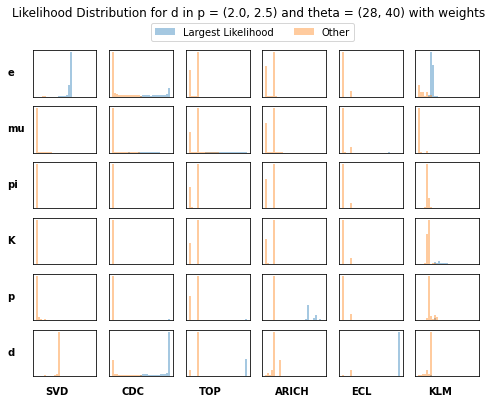 Likelihood Distribution for d in p = (2.0, 2.5) and theta = (28, 40) with weights
Largest Likelihood Other
e
mu
pi
K
p
d
SVD CDC TOP ARICH ECL KLM